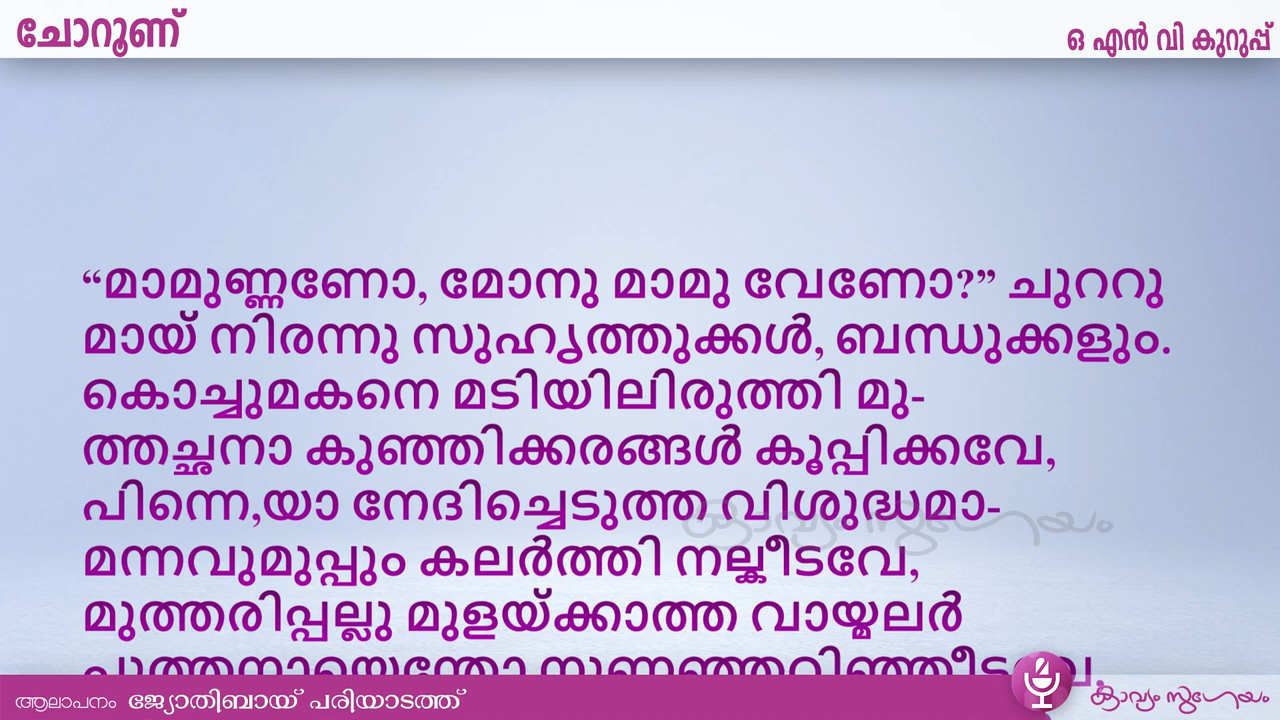 ചോറൂണ്
ഒ എൻ വി കുറുപ്പ്
“മാമുണ്ണണോ, മോനു മാമു വേണോ?” ചുററു
മായ് നിരന്നു സുഹൃത്തുക്കൾ, ബന്ധുക്കളും.
കൊച്ചുമകനെ മടിയിലിരുത്തി മു-
ത്തച്ഛനാ കുഞ്ഞിക്കരങ്ങൾ കൂപ്പിക്കവേ,
പിന്നെ,യാ നേദിച്ചെടുത്ത വിശുദ്ധമാ-
മന്നവുമുപ്പും കലർത്തി നല്കീടവേ,
മുത്തരിപ്പല്ലു മുളയ്ക്കാത്ത വായ്മലർ
ആലാപനം ജ്യോതിബായ് പരിയാടത്ത്
കാവ്യം സുഗേയം